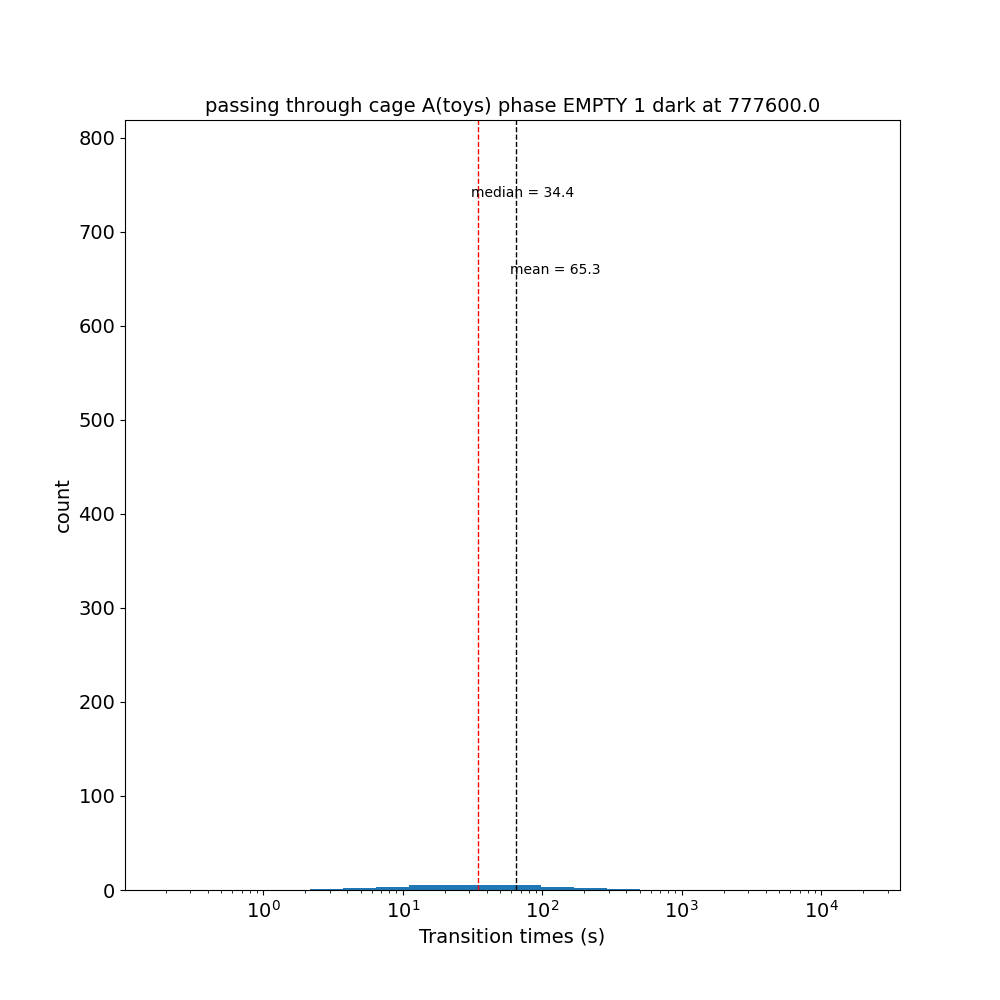 passing through cage A(toys) phase EMPTY 1 dark at 777600.0
800
median = 34.4
700
mean = 65.3
600
500
400
count
300
200
100
0
10⁰ 10¹ 10² 10³ 10⁴
Transition times (s)